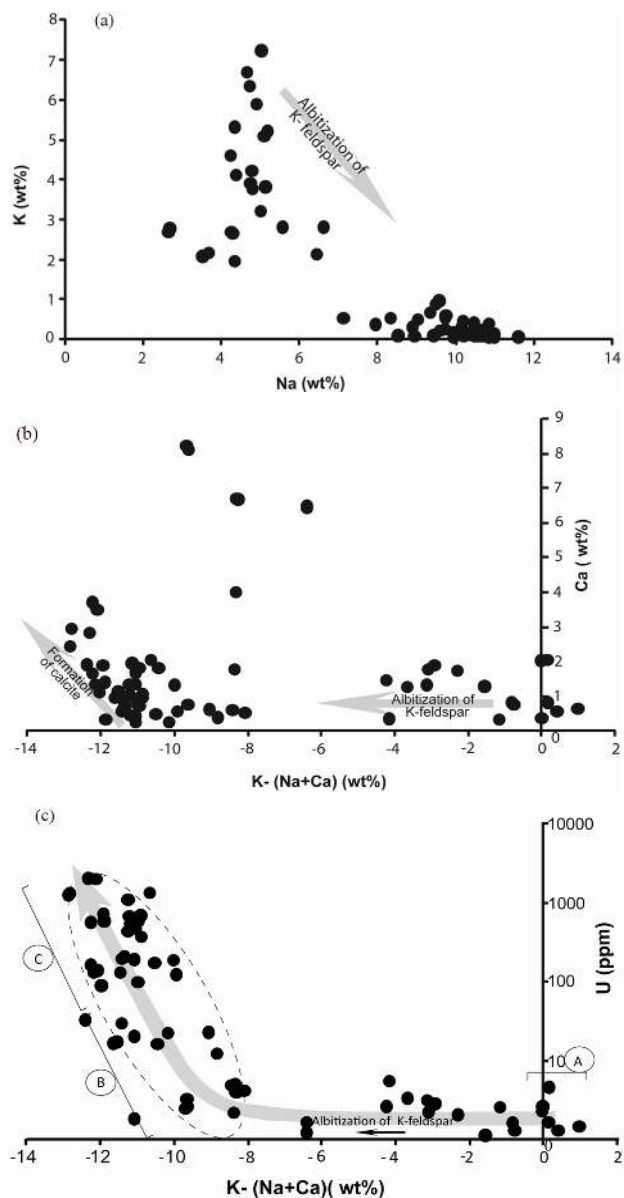 (a)
8
7
6
5
4
3
2
1
0
K (wt%)
Albitization of
K- feldspar
0 2 4 6 8 10 12 14
Na (wt%)
(b)
9
8
7
6
5
4
3
2
1
0
Ca ( wt%)
Formation
of calcite
Albitization of
K-feldspar
-14 -12 -10 -8 -6 -4 -2 0 2
K- (Na+Ca) (wt%)
(c)
10000
1000
100
10
U (ppm)
A
C
B
Albitization of K-feldspar
-14 -12 -10 -8 -6 -4 -2 0 2
K- (Na+Ca)( wt%)